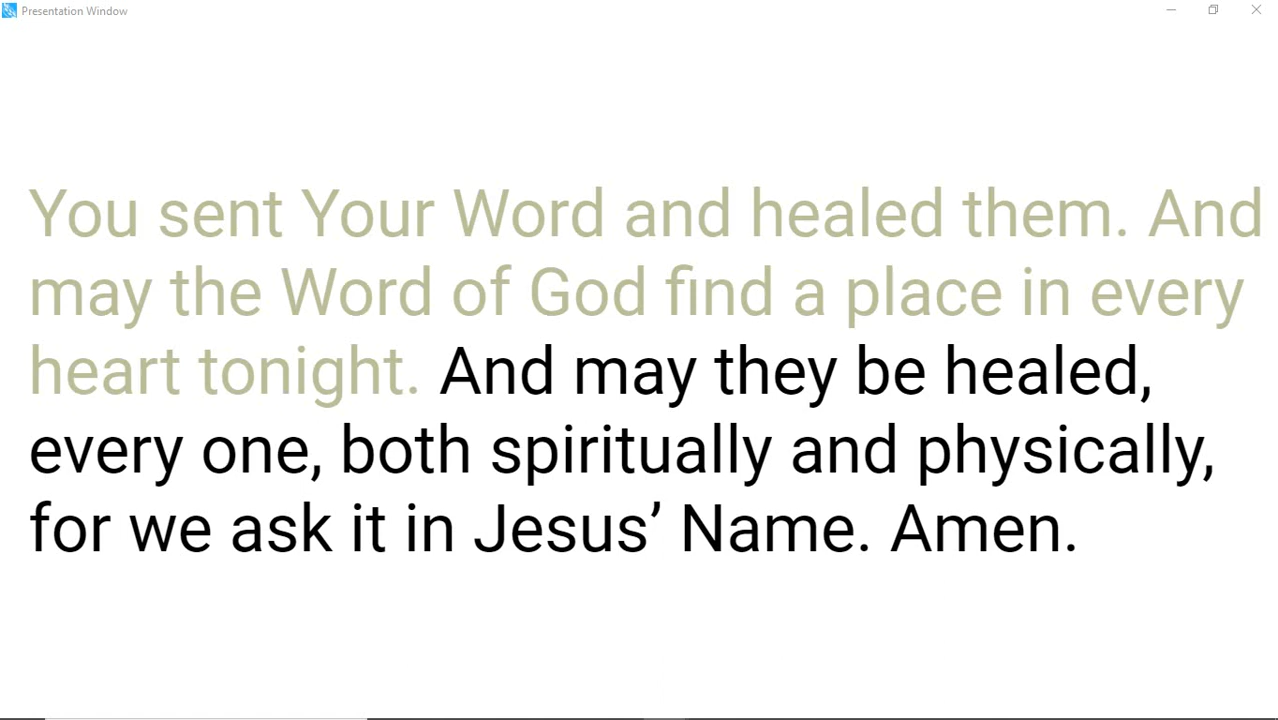 Presentation Window
You sent Your Word and healed them. And
may the Word of God find a place in every
heart tonight. And may they be healed,
every one, both spiritually and physically,
for we ask it in Jesus’ Name. Amen.